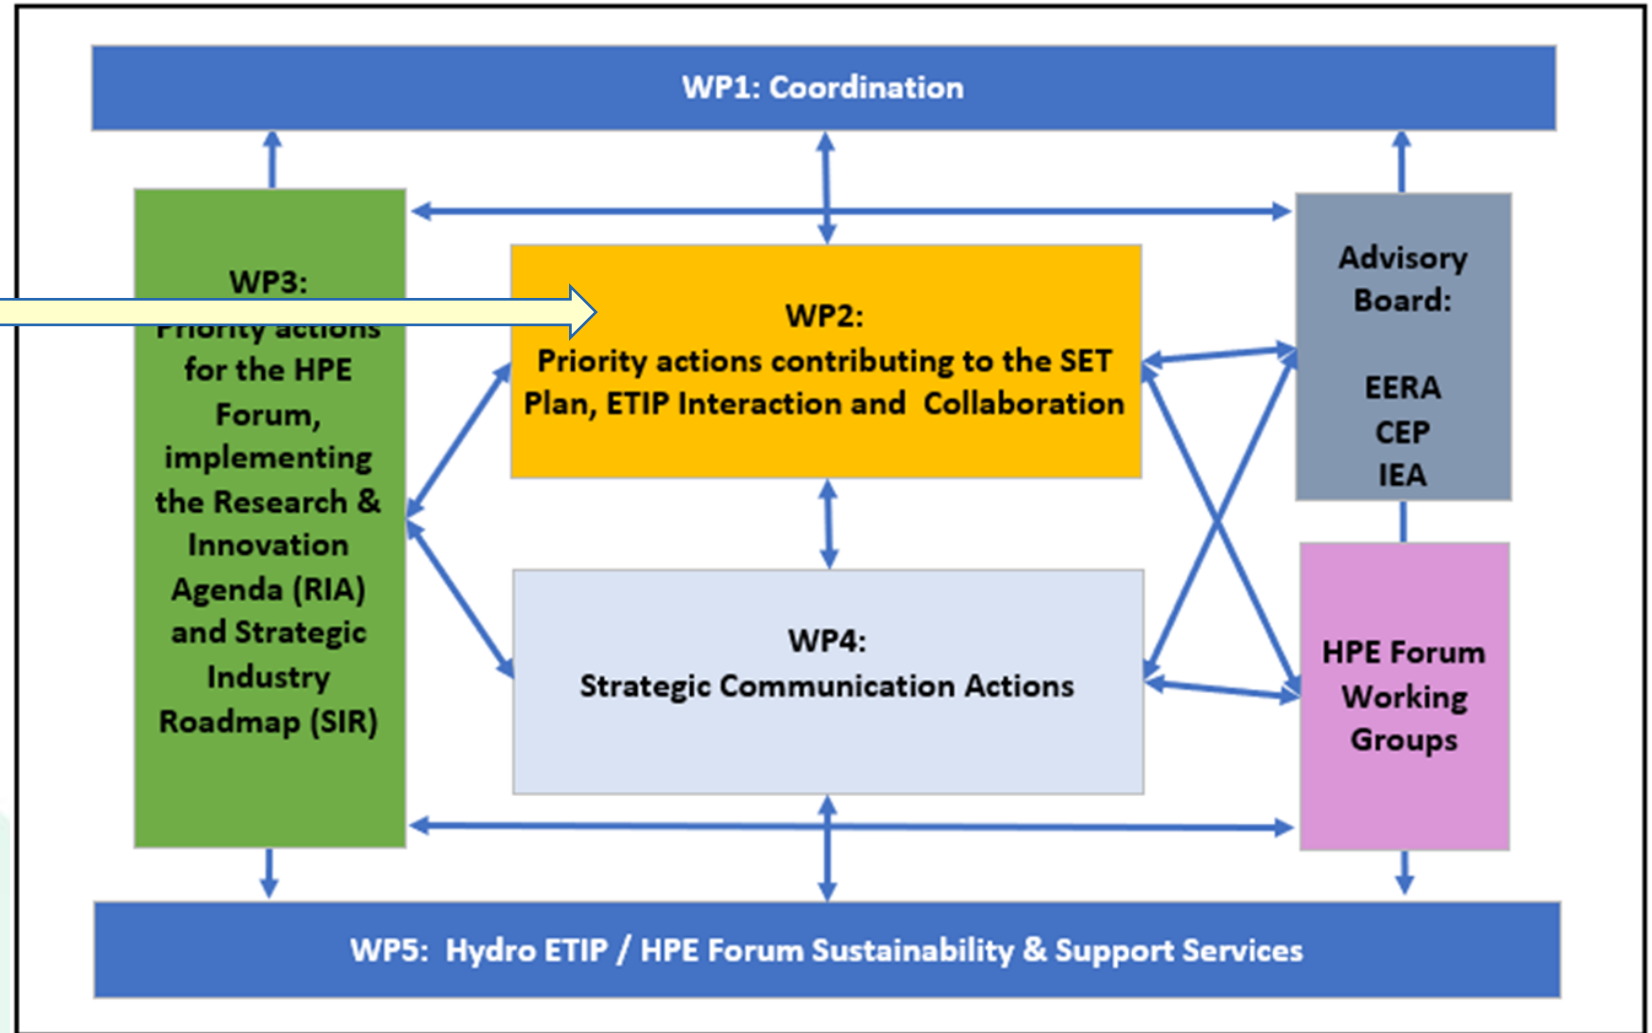 WP1: Coordination
WP3:
Priority actions
for the HPE
Forum,
implementing
the Research &
Innovation
Agenda (RIA)
and Strategic
Industry
Roadmap (SIR)
WP2:
Priority actions contributing to the SET
Plan, ETIP Interaction and Collaboration
WP4:
Strategic Communication Actions
Advisory
Board:
EERA
CEP
IEA
HPE Forum
Working
Groups
WP5: Hydro ETIP / HPE Forum Sustainability & Support Services